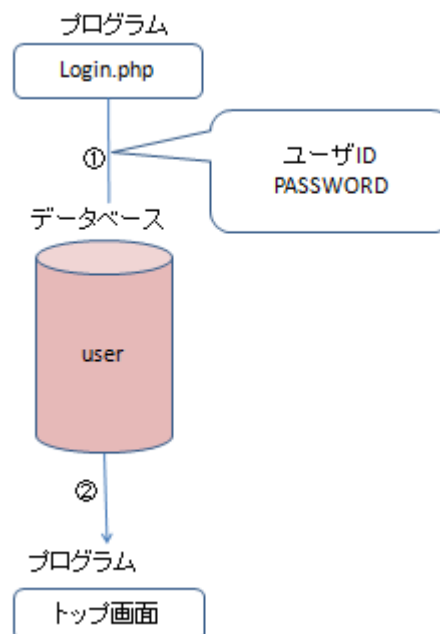 プログラム
Login.php
①
ユーザID
PASSWORD
データベース
user
②
プログラム
トップ画面